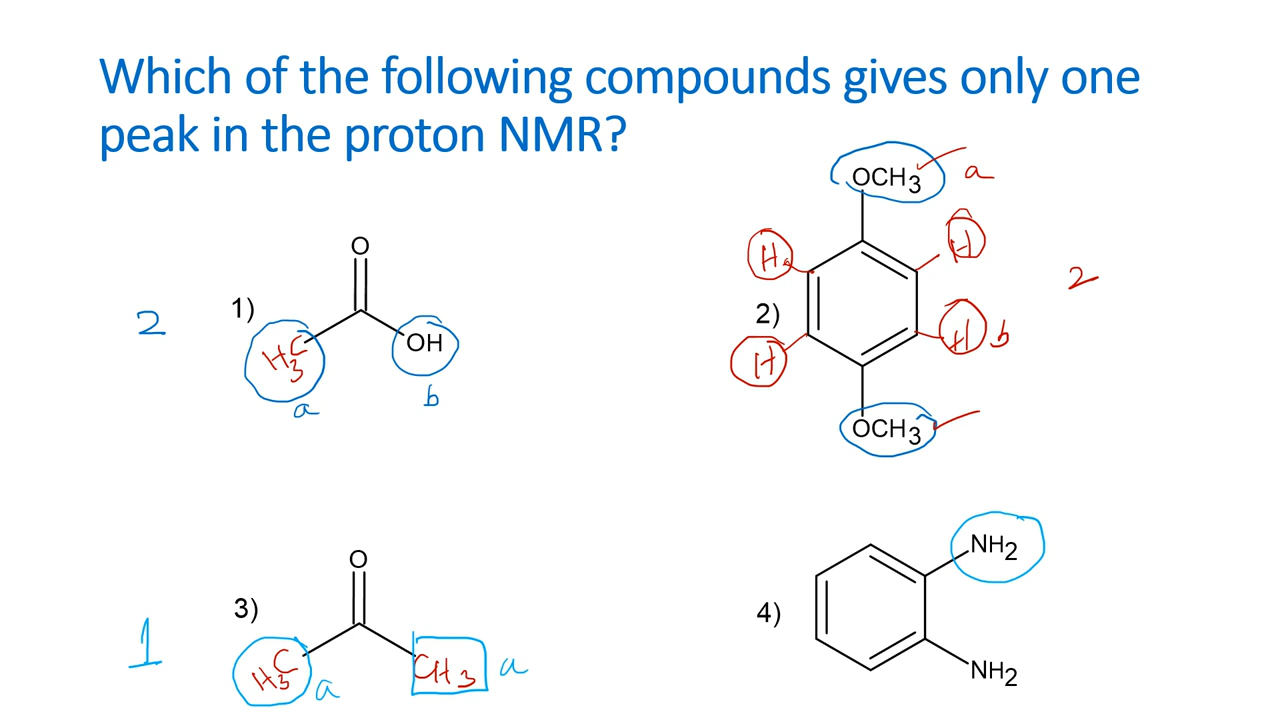 Which of the following compounds gives only one
peak in the proton NMR?
OCH3
a
H
H
O
1)
2
2)
2
H3C
OH
H
H
b
a
b
OCH3
O
NH2
3)
4)
1
H3C
a
CH3
a
NH2